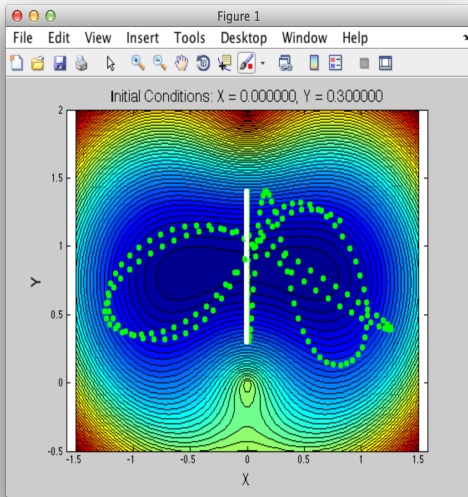 Figure 1
File Edit View Insert Tools Desktop Window Help
Initial Conditions: X = 0.000000, Y = 0.300000
2
1.5
1
0.5
0
-0.5
Y
-1.5 -1 -0.5 0 0.5 1 1.5
X